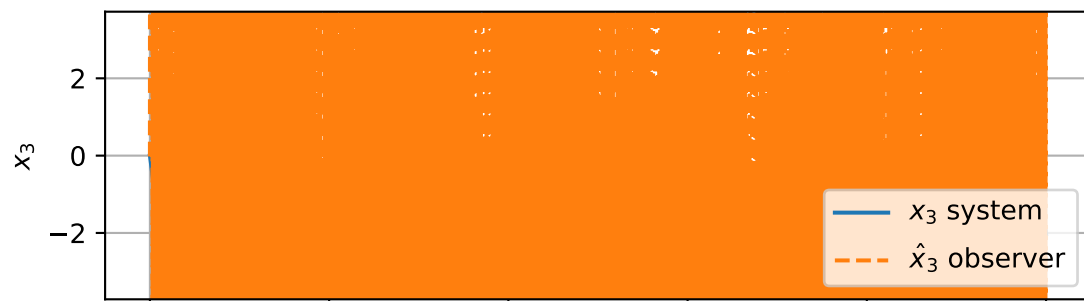 x₃
2
0
−2
x₃ system
x̂₃ observer